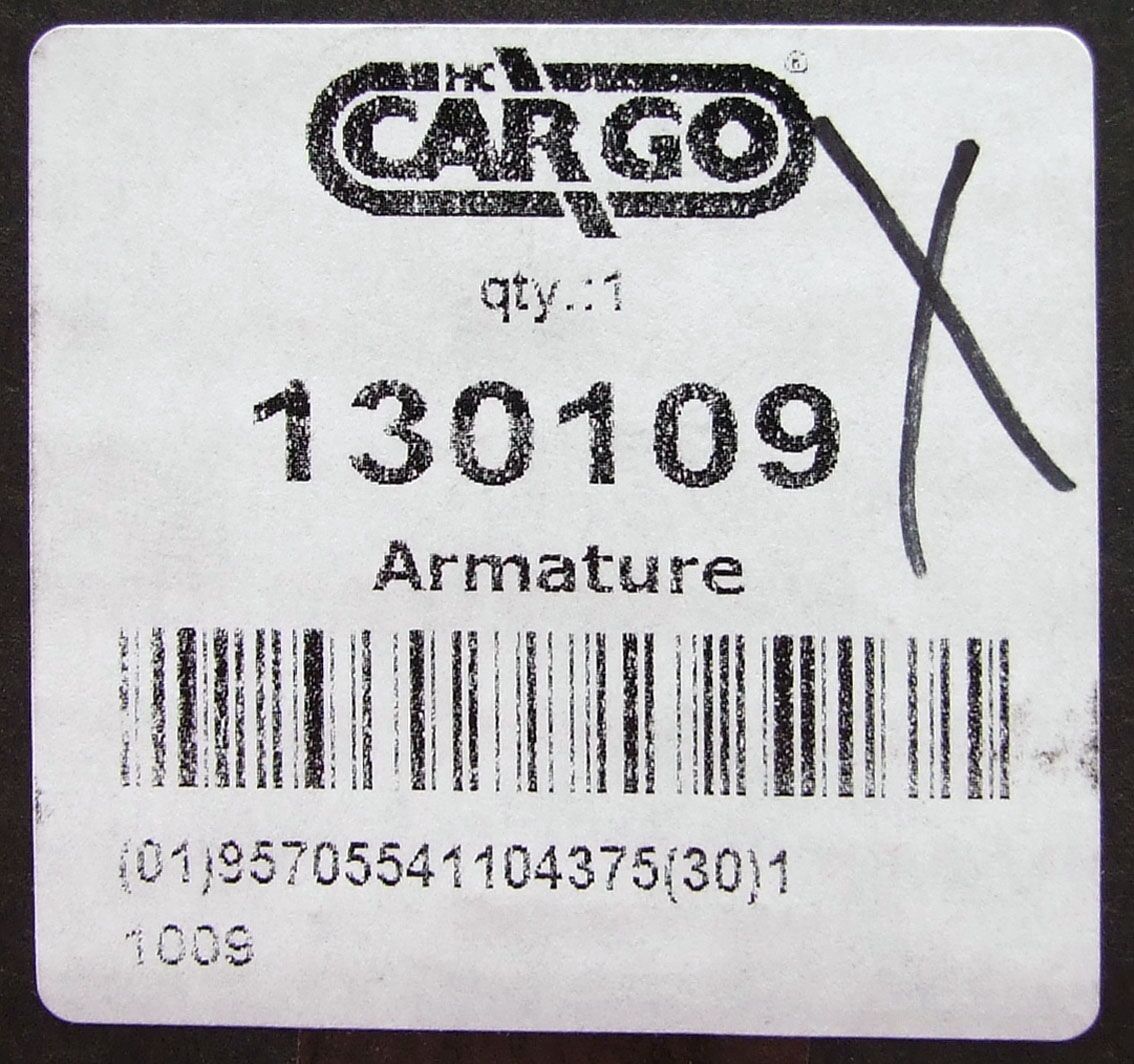 HC
CARGO®
X
qty.:1
130109
Armature
(01)95705541104375(30)1
1009